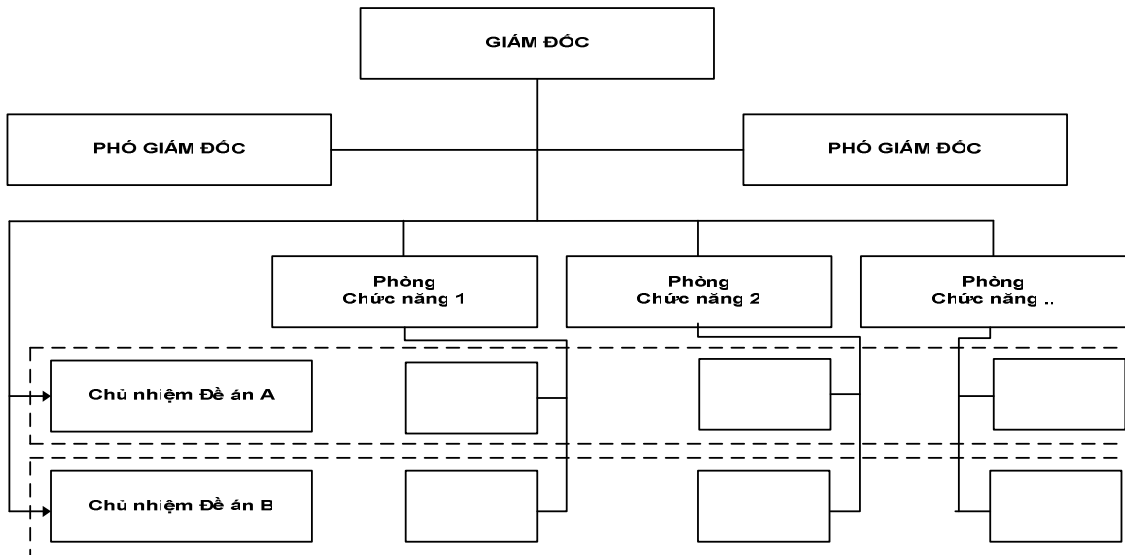 GIÁM ĐỐC
PHÓ GIÁM ĐỐC
PHÓ GIÁM ĐỐC
Phòng
Chức năng 1
Phòng
Chức năng 2
Phòng
Chức năng ..
Chủ nhiệm Đề án A
Chủ nhiệm Đề án B